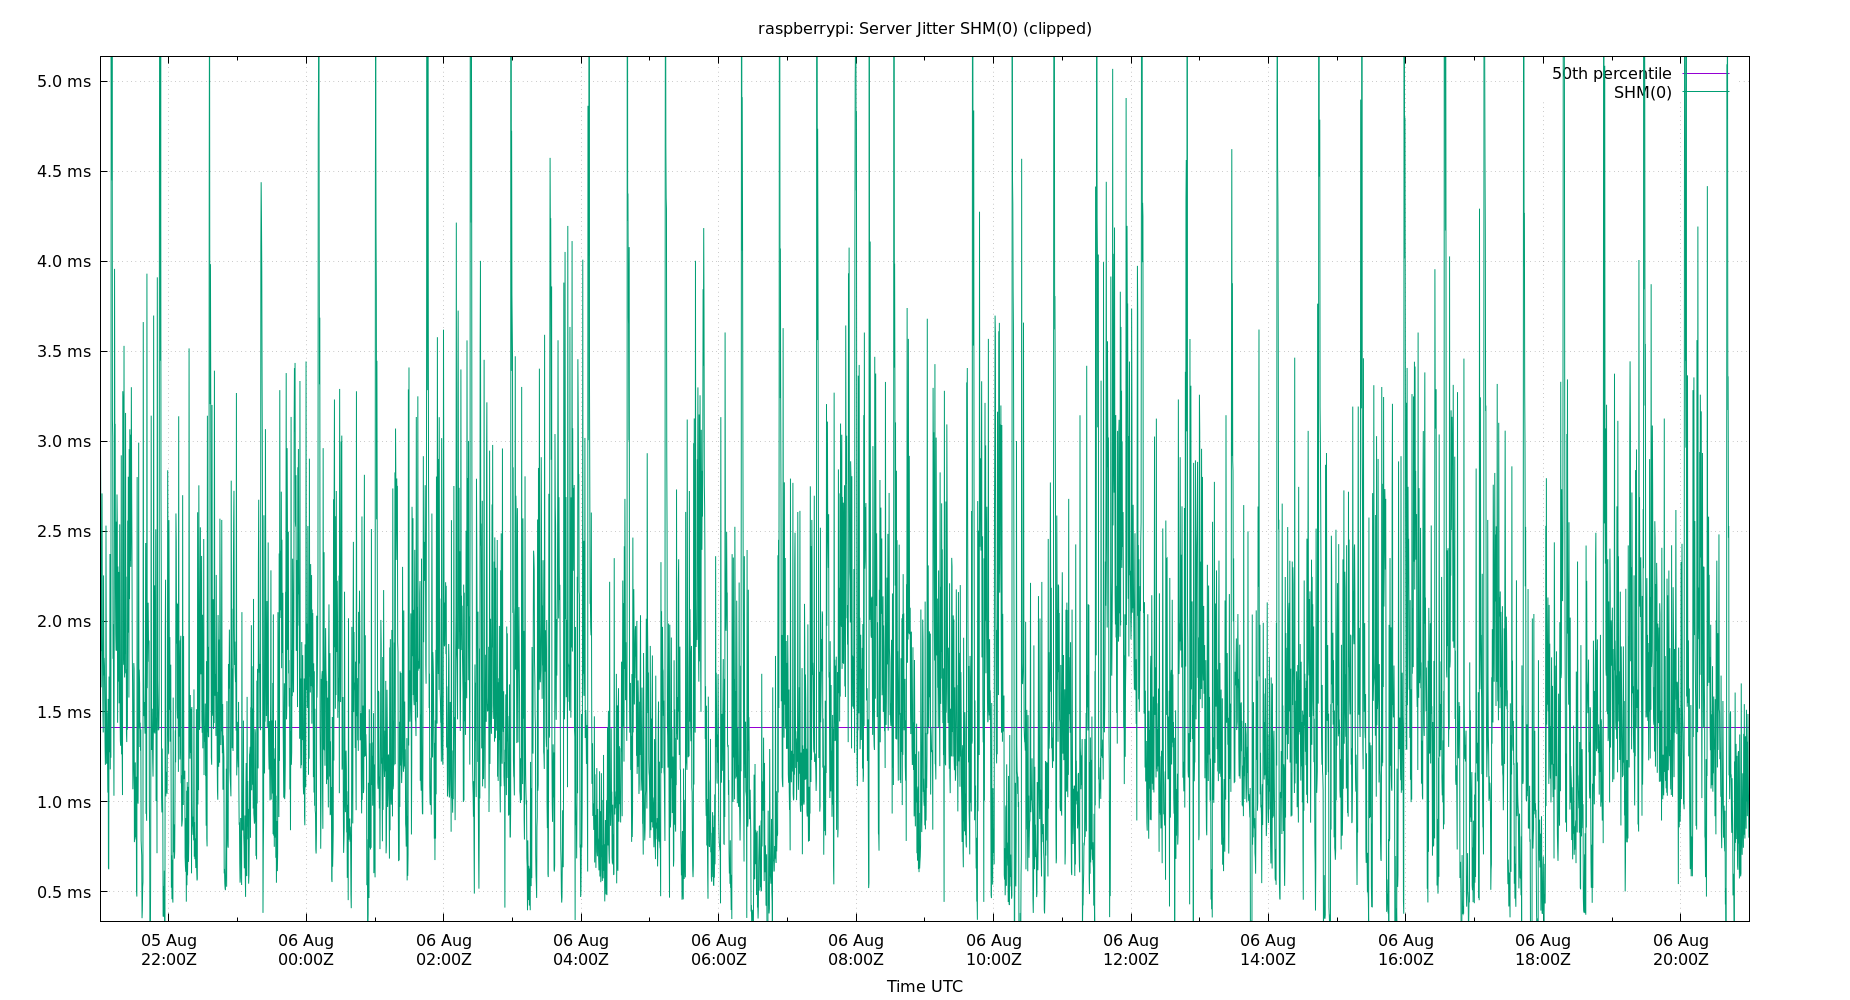 raspberrypi: Server Jitter SHM(0) (clipped)
50th percentile
SHM(0)
5.0 ms
4.5 ms
4.0 ms
3.5 ms
3.0 ms
2.5 ms
2.0 ms
1.5 ms
1.0 ms
0.5 ms
05 Aug 06 Aug 06 Aug 06 Aug 06 Aug 06 Aug 06 Aug 06 Aug 06 Aug 06 Aug 06 Aug 06 Aug
22:00Z 00:00Z 02:00Z 04:00Z 06:00Z 08:00Z 10:00Z 12:00Z 14:00Z 16:00Z 18:00Z 20:00Z
Time UTC